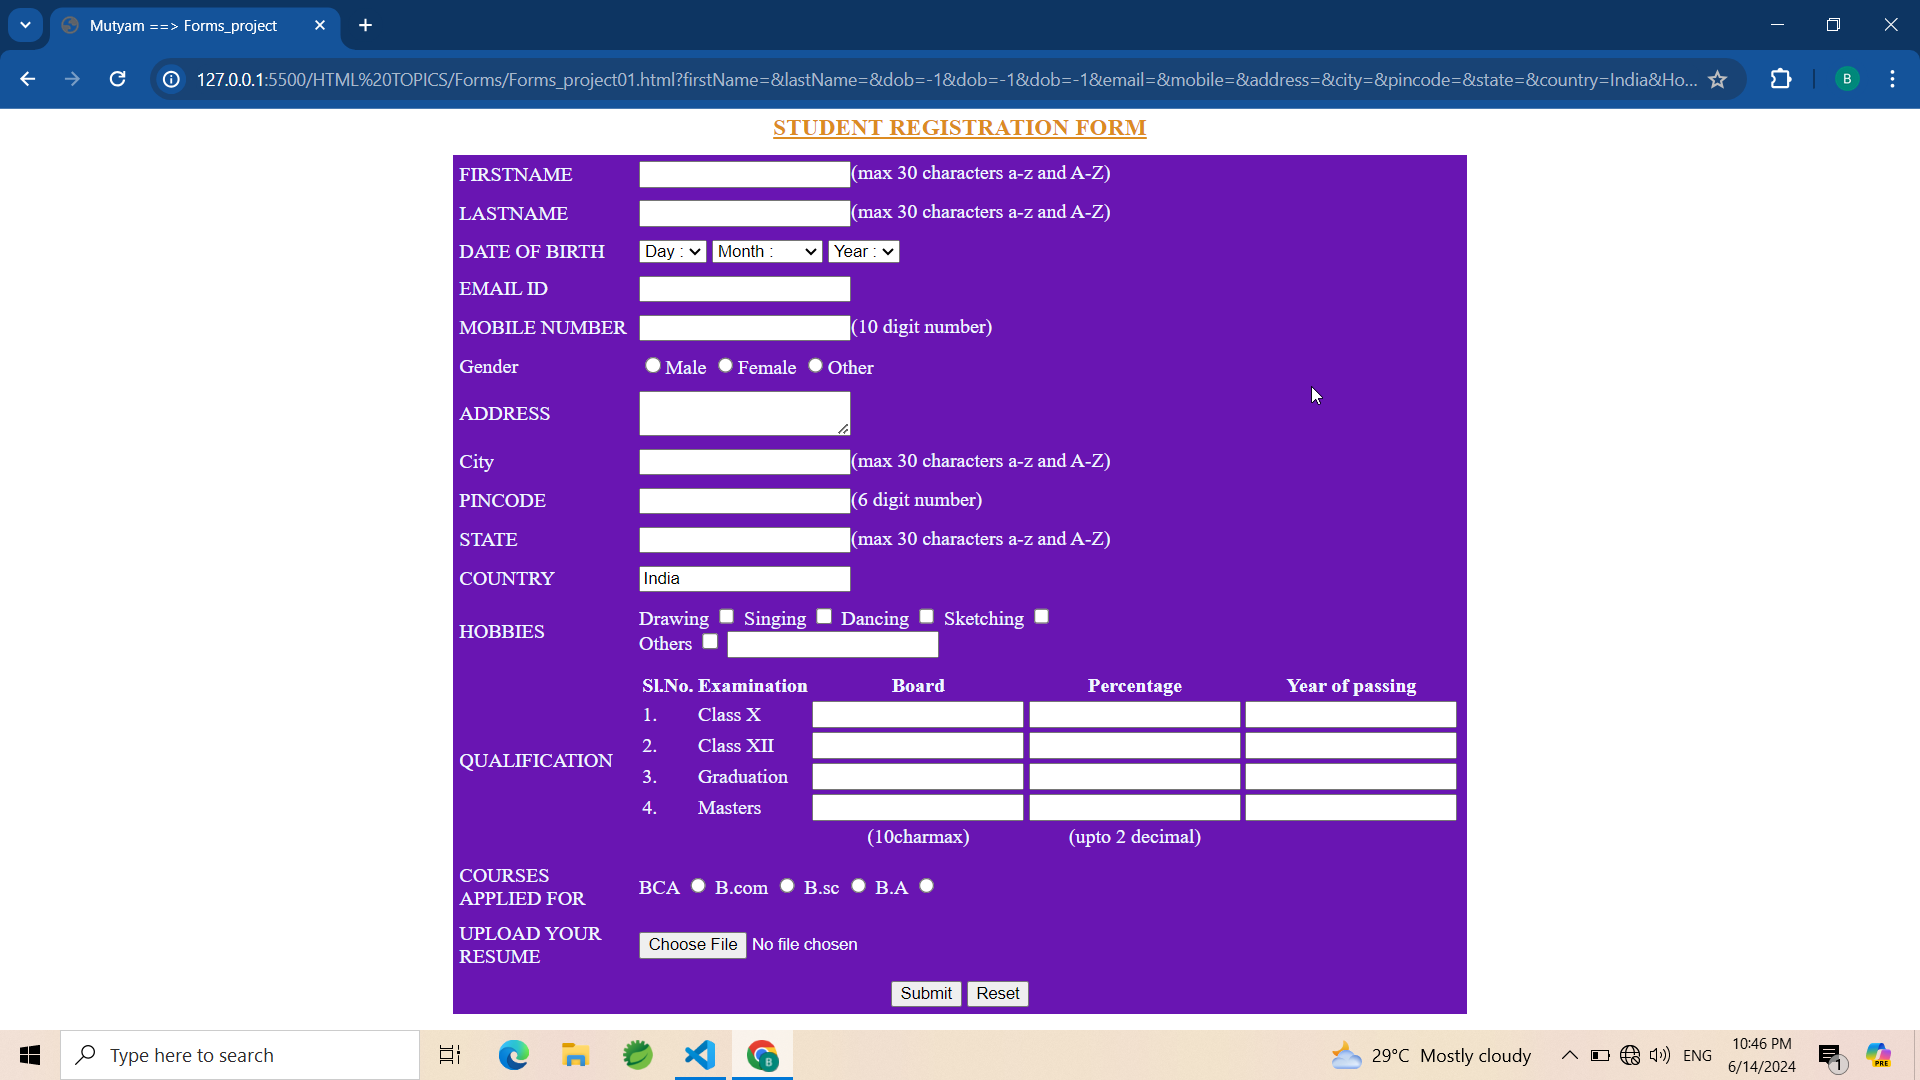 Mutyam ==> Forms_project
127.0.0.1:5500/HTML%20TOPICS/Forms/Forms_project01.html?firstName=&lastName=&dob=-1&dob=-1&dob=-1&email=&mobile=&address=&city=&pincode=&state=&country=India&Ho...
B
STUDENT REGISTRATION FORM
FIRSTNAME (max 30 characters a-z and A-Z)
LASTNAME (max 30 characters a-z and A-Z)
DATE OF BIRTH Day : Month : Year :
EMAIL ID
MOBILE NUMBER (10 digit number)
Gender Male Female Other
ADDRESS
City (max 30 characters a-z and A-Z)
PINCODE (6 digit number)
STATE (max 30 characters a-z and A-Z)
COUNTRY India
HOBBIES Drawing Singing Dancing Sketching
Others
Sl.No. Examination Board Percentage Year of passing
1. Class X
2. Class XII
QUALIFICATION
3. Graduation
4. Masters
(10charmax) (upto 2 decimal)
COURSES
APPLIED FOR
BCA B.com B.sc B.A
UPLOAD YOUR
RESUME
Choose File No file chosen
Submit Reset
Type here to search
B
29°C Mostly cloudy
ENG
10:46 PM
6/14/2024
1
PRE